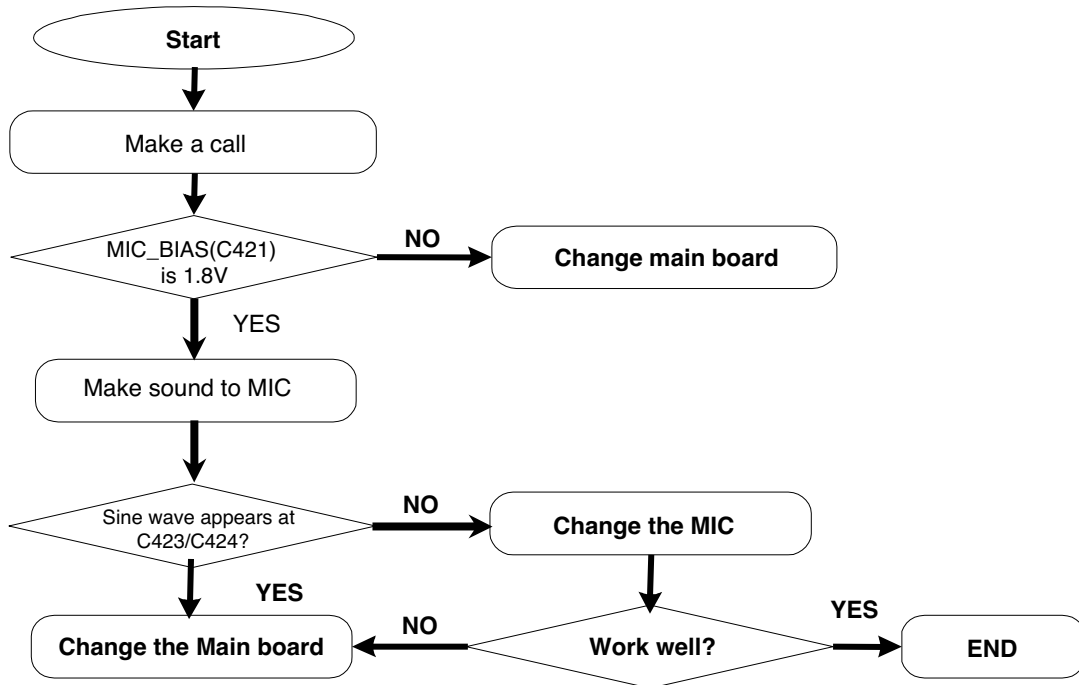 Start
Make a call
MIC_BIAS(C421)
is 1.8V
NO
Change main board
YES
Make sound to MIC
Sine wave appears at
C423/C424?
NO
Change the MIC
YES
Change the Main board
NO
Work well?
YES
END